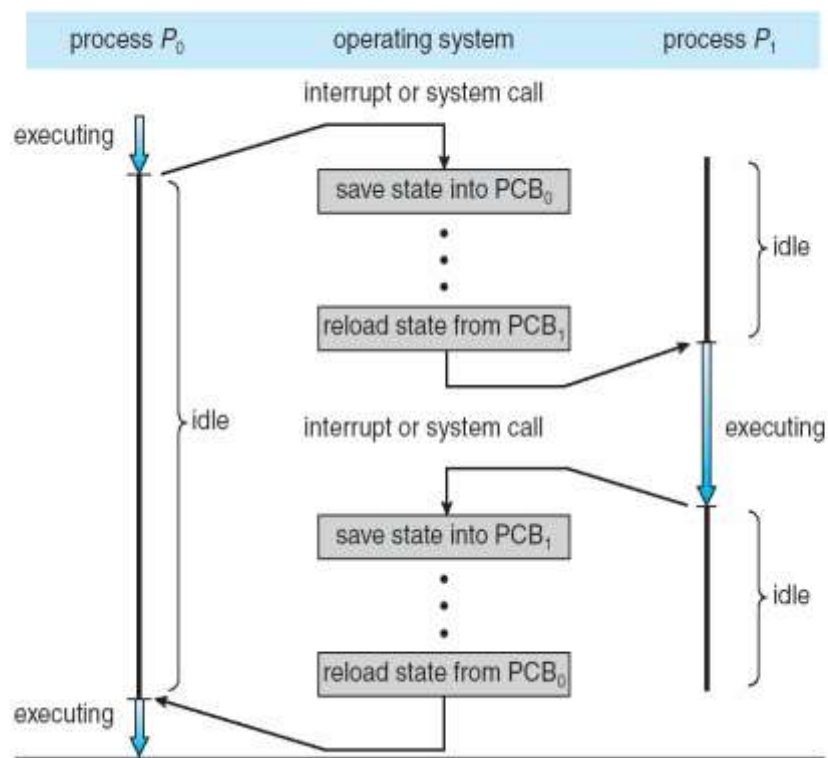 process P₀ operating system process P₁
interrupt or system call
executing
save state into PCB₀
idle
reload state from PCB₁
idle
interrupt or system call
executing
save state into PCB₁
idle
reload state from PCB₀
executing